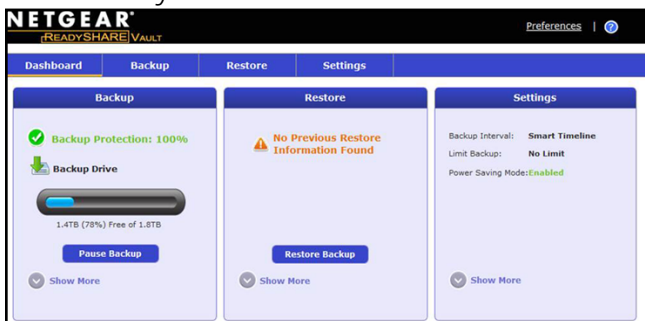 NETGEAR®
READYSHARE VAULT
Preferences | ?
Dashboard Backup Restore Settings
Backup
Backup Protection: 100%
Backup Drive
1.4TB (78%) Free of 1.8TB
Pause Backup
Show More
Restore
No Previous Restore
Information Found
Restore Backup
Show More
Settings
Backup Interval: Smart Timeline
Limit Backup: No Limit
Power Saving Mode:Enabled
Show More